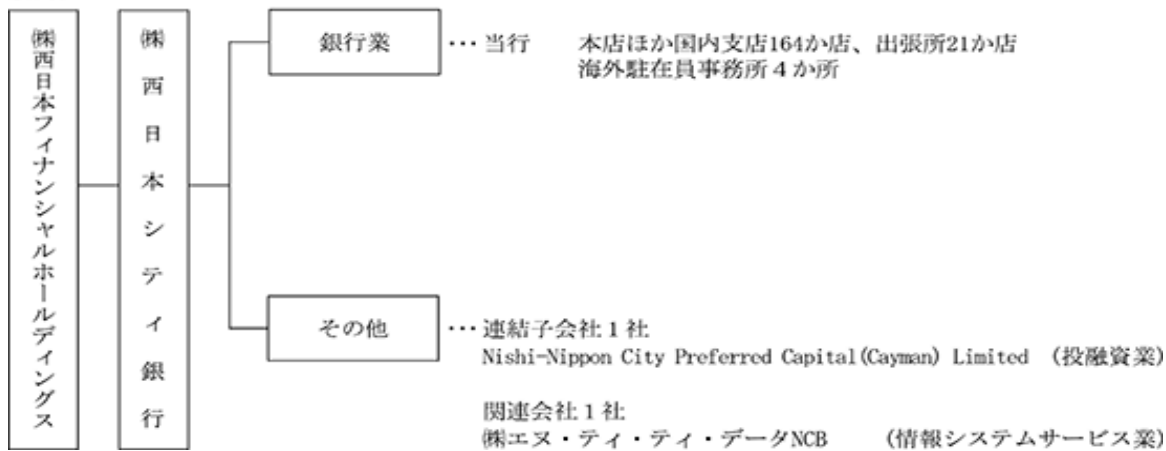 ㈱西日本フィナンシャルホールディングス
㈱西日本シティ銀行
銀行業
… 当行 本店ほか国内支店164か店、出張所21か店
海外駐在員事務所4か所
その他
… 連結子会社1社
Nishi-Nippon City Preferred Capital(Cayman) Limited (投融資業)
関連会社1社
㈱エヌ・ティ・ティ・データNCB (情報システムサービス業)